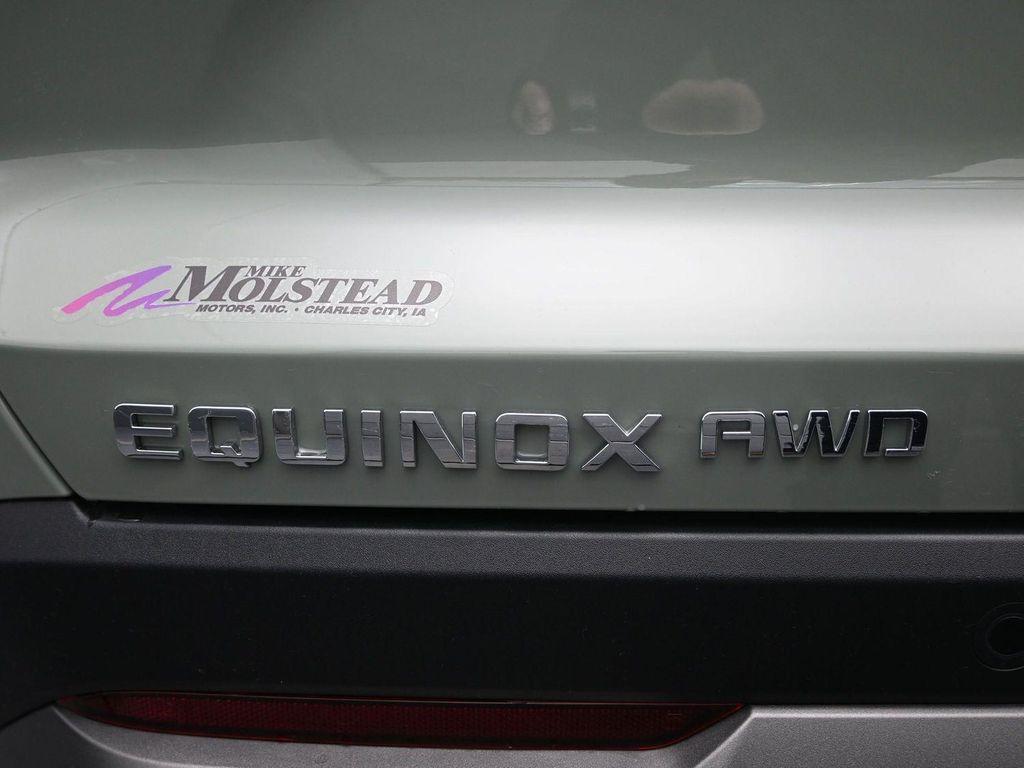 MIKE
MOLSTEAD
MOTORS, INC. · CHARLES CITY, IA
EQUINOX AWD